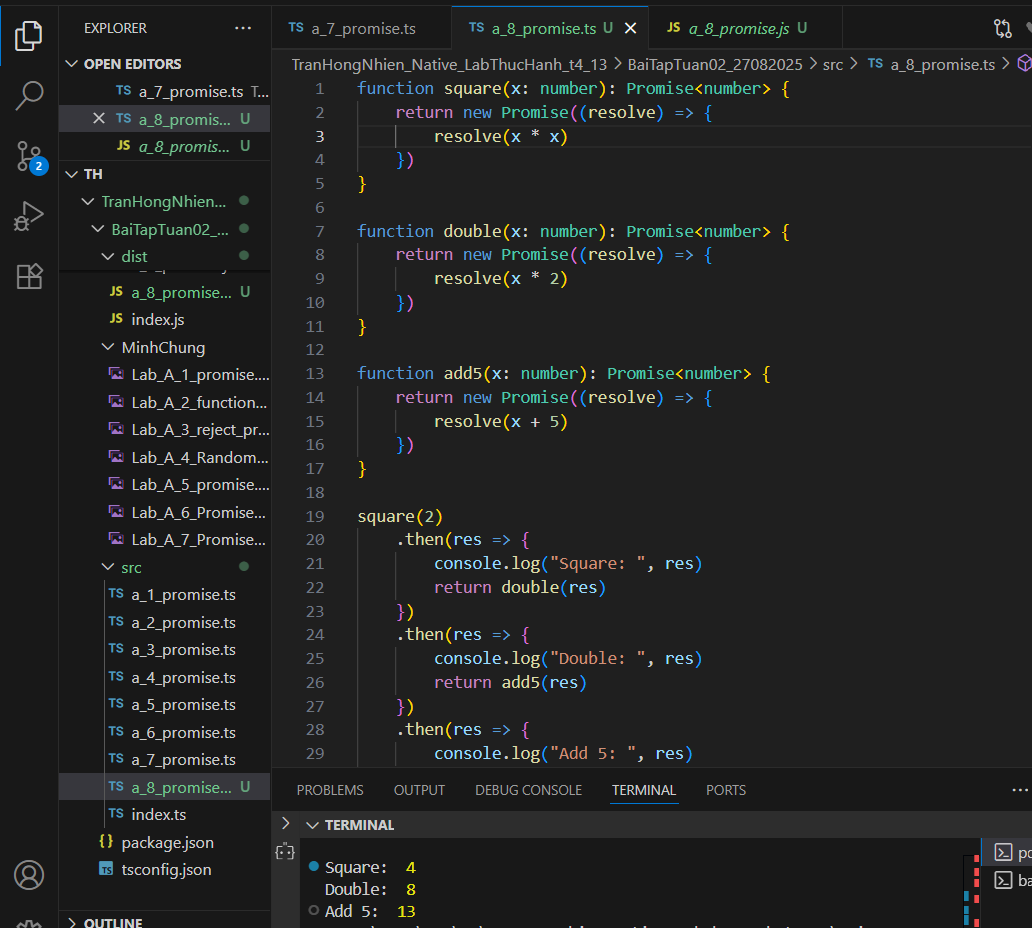 EXPLORER
OPEN EDITORS
TS a_7_promise.ts T...
TS a_8_promis... U
JS a_8_promis... U
TH
TranHongNhien...
BaiTapTuan02_...
dist
JS a_8_promise... U
JS index.js
MinhChung
Lab_A_1_promise....
Lab_A_2_function...
Lab_A_3_reject_pr...
Lab_A_4_Random...
Lab_A_5_promise....
Lab_A_6_Promise...
Lab_A_7_Promise...
src
TS a_1_promise.ts
TS a_2_promise.ts
TS a_3_promise.ts
TS a_4_promise.ts
TS a_5_promise.ts
TS a_6_promise.ts
TS a_7_promise.ts
TS a_8_promise... U
TS index.ts
{} package.json
TS tsconfig.json
OUTLINE
2
TS a_7_promise.ts TS a_8_promise.ts U JS a_8_promise.js U
TranHongNhien_Native_LabThucHanh_t4_13 > BaiTapTuan02_27082025 > src > TS a_8_promise.ts >
1 function square(x: number): Promise<number> {
2     return new Promise((resolve) => {
3         resolve(x * x)
4     })
5 }
6
7 function double(x: number): Promise<number> {
8     return new Promise((resolve) => {
9         resolve(x * 2)
10     })
11 }
12
13 function add5(x: number): Promise<number> {
14     return new Promise((resolve) => {
15         resolve(x + 5)
16     })
17 }
18
19 square(2)
20     .then(res => {
21         console.log("Square: ", res)
22         return double(res)
23     })
24     .then(res => {
25         console.log("Double: ", res)
26         return add5(res)
27     })
28     .then(res => {
29         console.log("Add 5: ", res)
PROBLEMS OUTPUT DEBUG CONSOLE TERMINAL PORTS
TERMINAL
Square:  4
Double:  8
Add 5:  13
po
ba